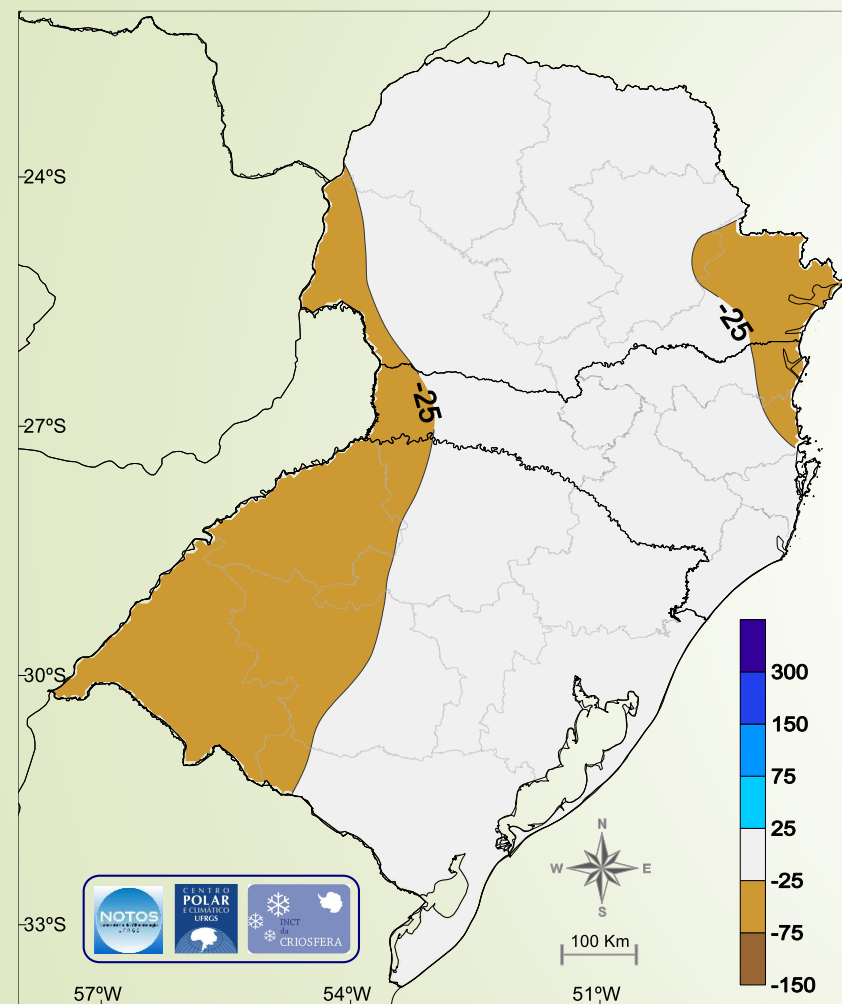 24ºS
-25
-25
27ºS
30ºS
300
150
75
25
-25
-75
-150
N
W E
S
100 Km
33ºS
57ºW
54ºW
51ºW
NOTOS
UFRGS
CENTRO
POLAR
E CLIMÁTICO
UFRGS
INCT
da
CRIOSFERA